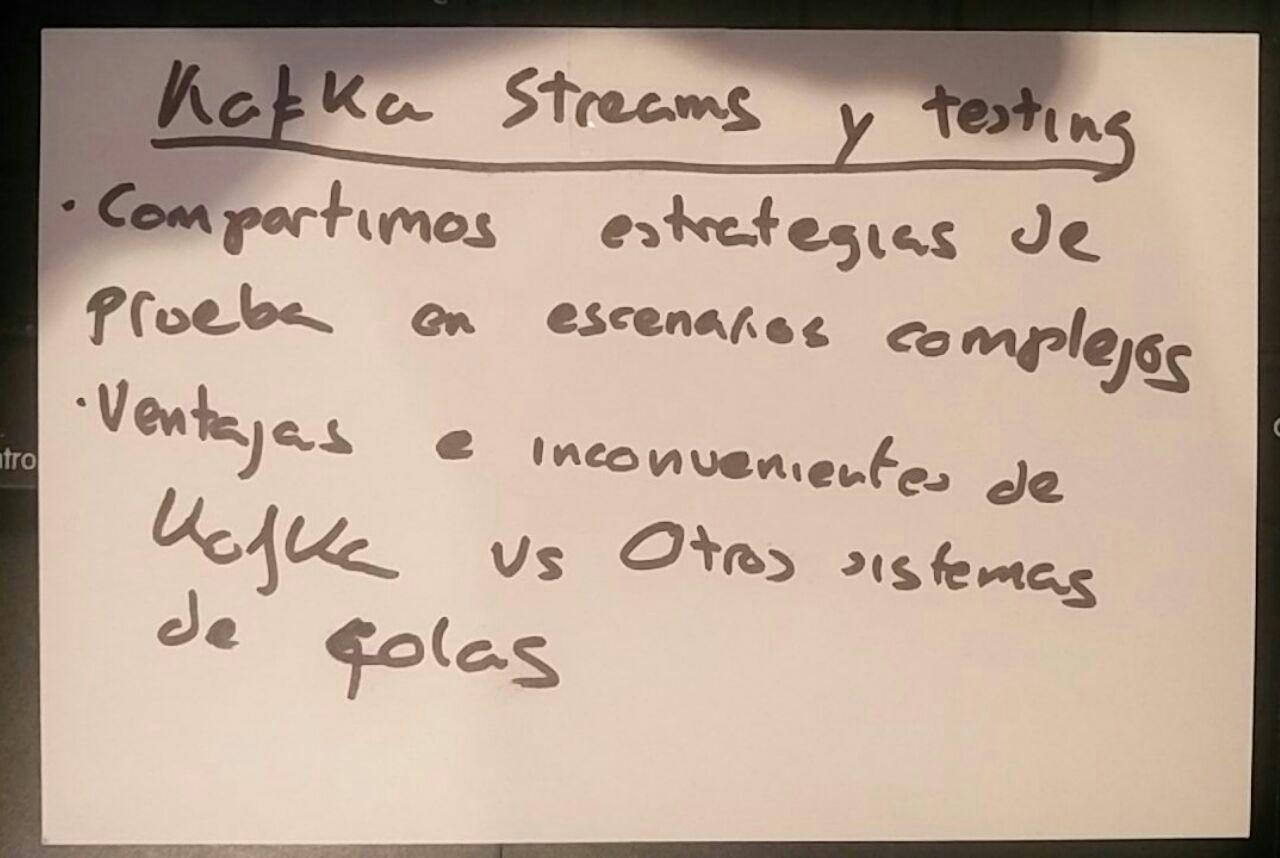 Kafka Streams y testing
· Compartimos estrategias de
prueba en escenarios complejos
· Ventajas e inconvenientes de
Kafka vs Otros sistemas
de colas
ntro